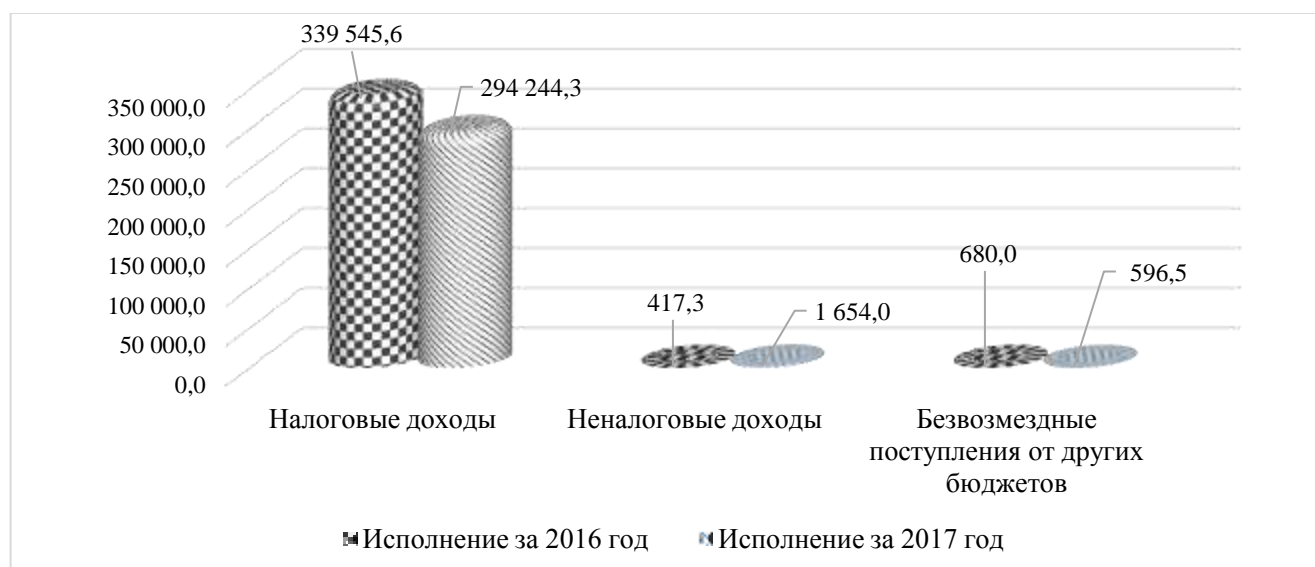 339 545,6
294 244,3
350 000,0
300 000,0
250 000,0
200 000,0
150 000,0
100 000,0
50 000,0
0,0
417,3
1 654,0
680,0
596,5
Налоговые доходы
Неналоговые доходы
Безвозмездные
поступления от других
бюджетов
Исполнение за 2016 год
Исполнение за 2017 год